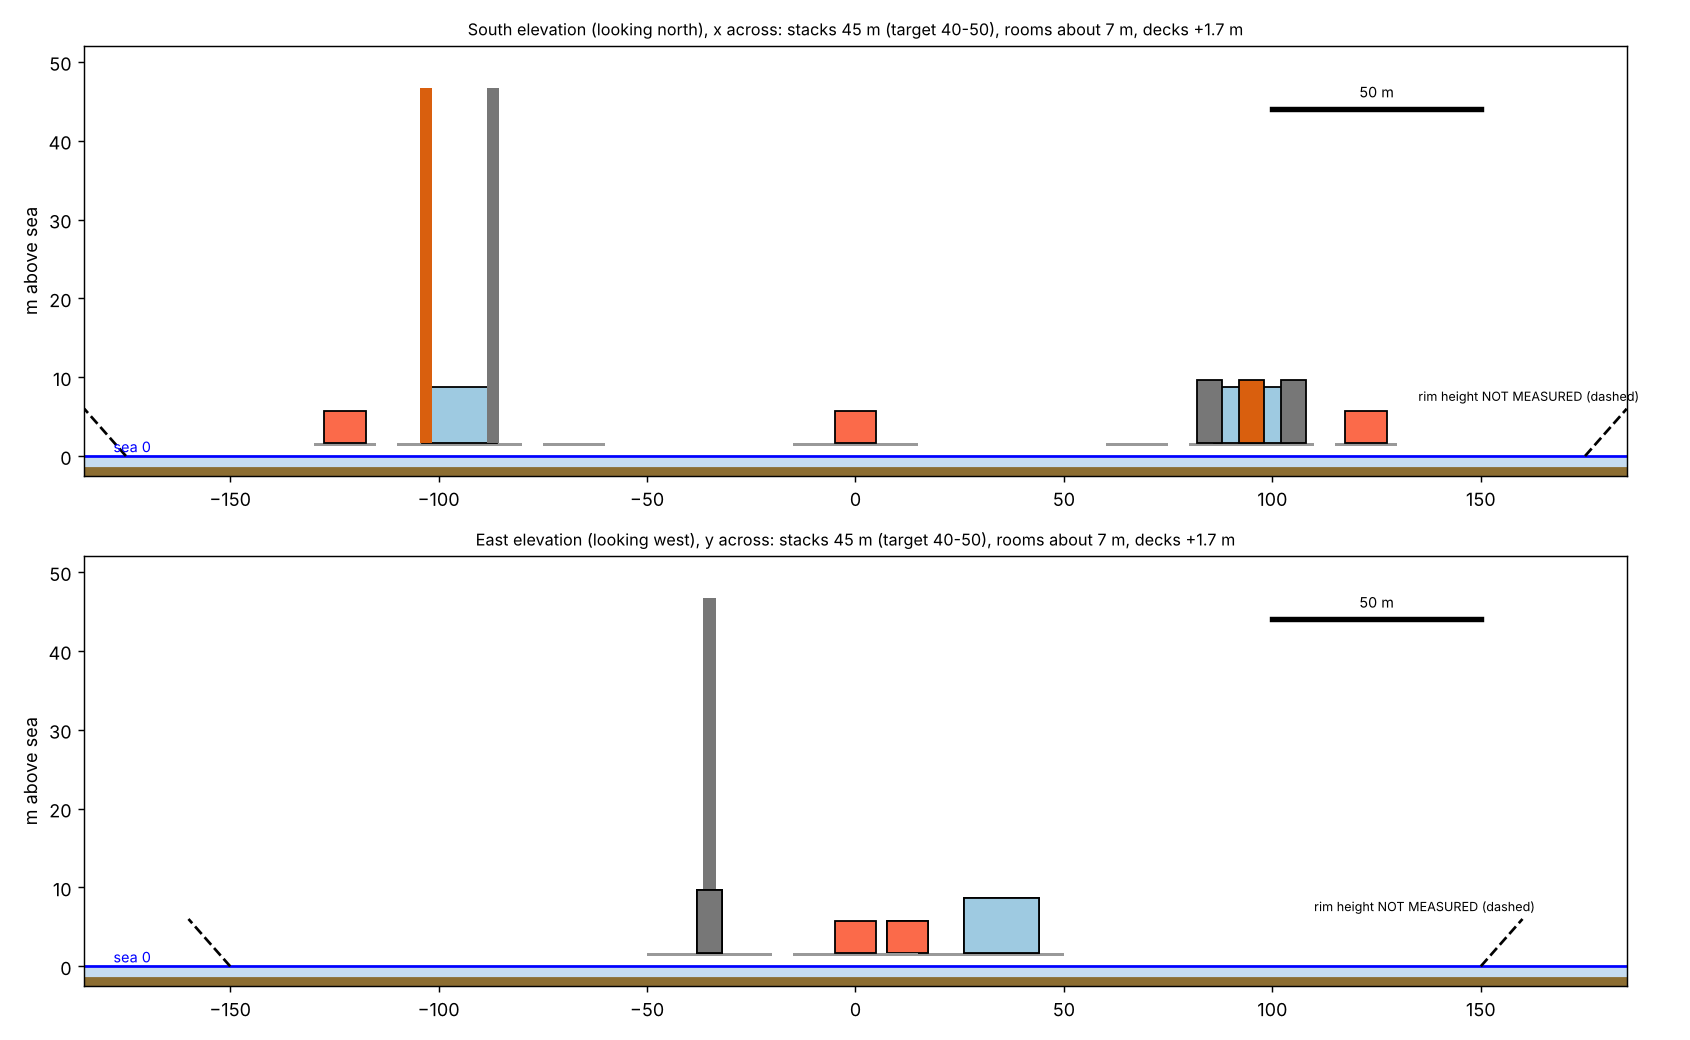 South elevation (looking north), x across: stacks 45 m (target 40-50), rooms about 7 m, decks +1.7 m
50
40
30
20
10
0
m above sea
50 m
rim height NOT MEASURED (dashed)
sea 0
−150
−100
−50
0
50
100
150
East elevation (looking west), y across: stacks 45 m (target 40-50), rooms about 7 m, decks +1.7 m
50
40
30
20
10
0
m above sea
50 m
rim height NOT MEASURED (dashed)
sea 0
−150
−100
−50
0
50
100
150